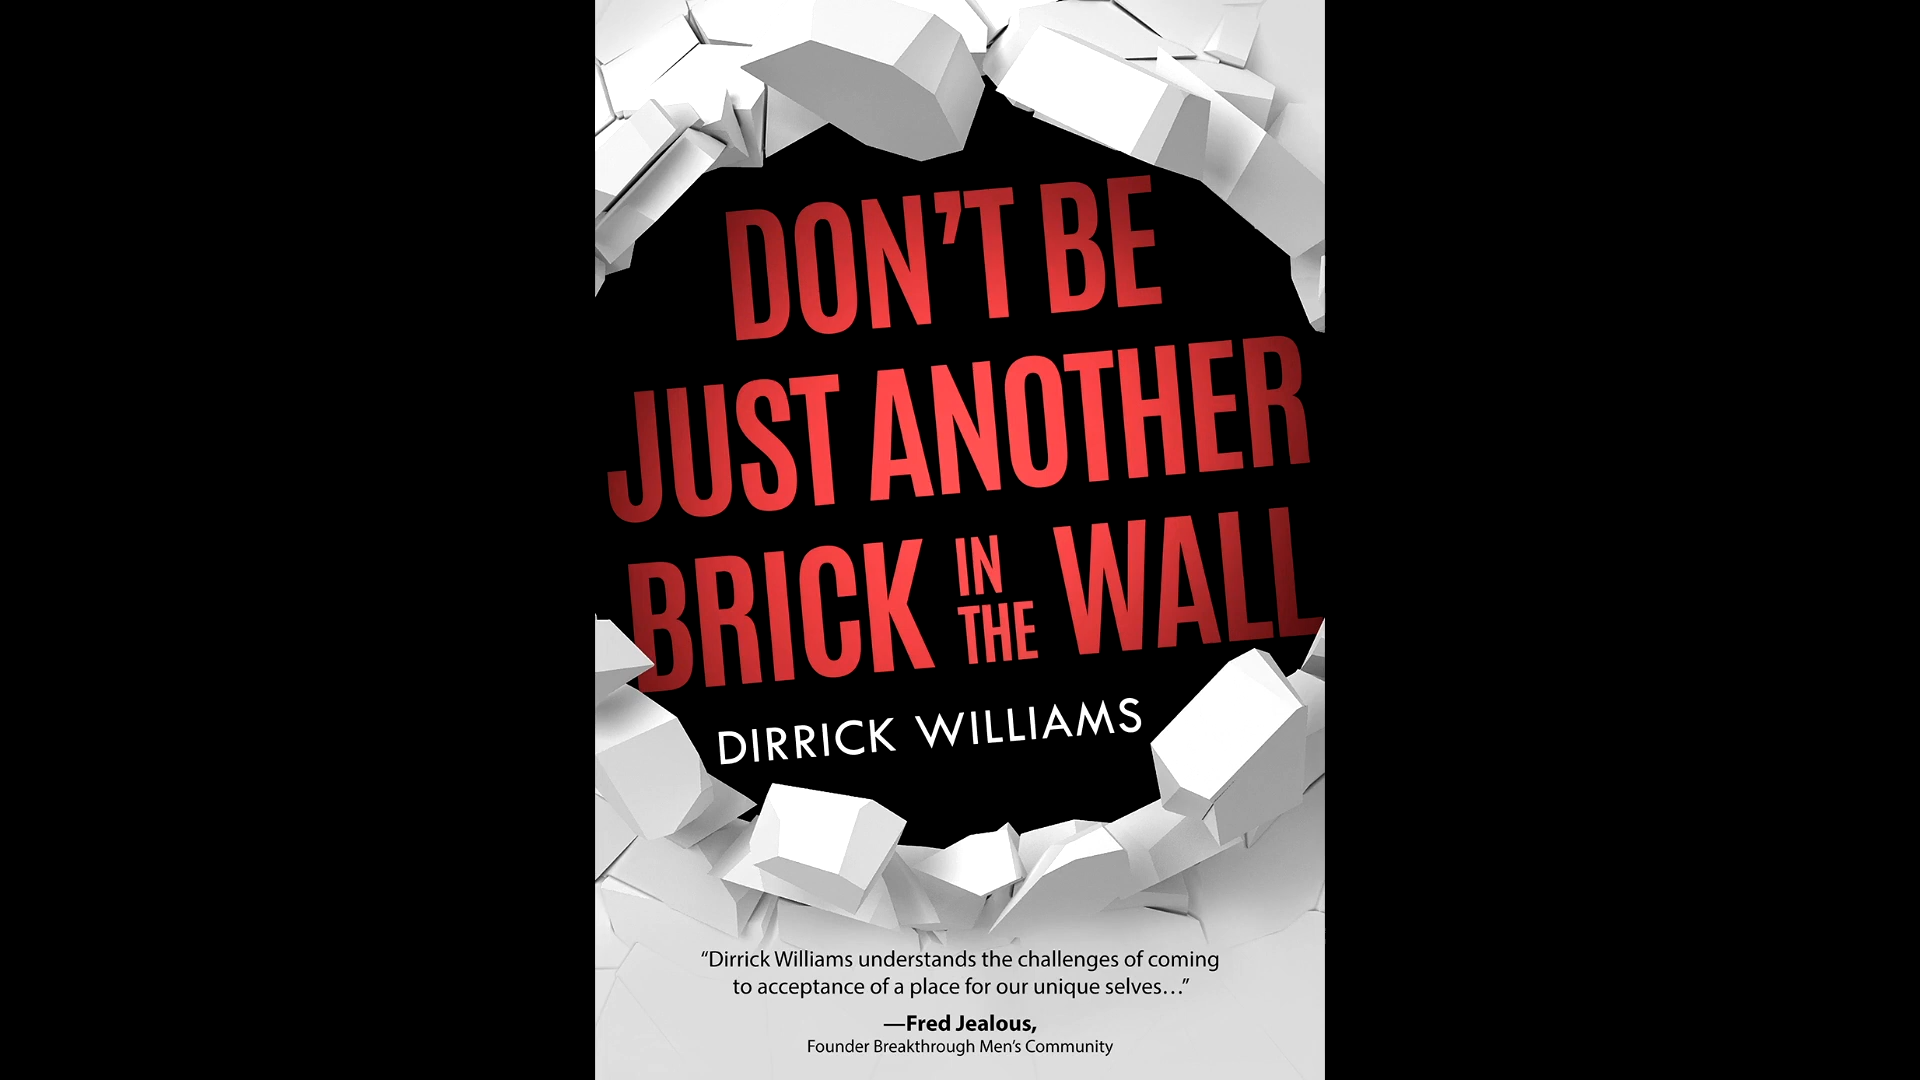 DON'T BE
JUST ANOTHER
BRICK IN THE WALL
DIRRICK WILLIAMS
“Dirrick Williams understands the challenges of coming
to acceptance of a place for our unique selves…”
—Fred Jealous,
Founder Breakthrough Men's Community